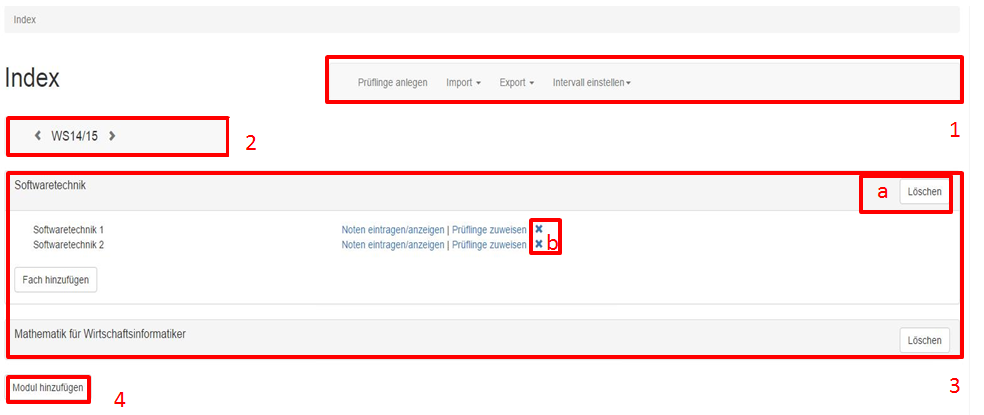 Index
Index
Prüflinge anlegen Import Export Intervall einstellen
1
WS14/15
2
Softwaretechnik
a Löschen
Softwaretechnik 1 Noten eintragen/anzeigen | Prüflinge zuweisen
Softwaretechnik 2 Noten eintragen/anzeigen | Prüflinge zuweisen
b
Fach hinzufügen
Mathematik für Wirtschaftsinformatiker Löschen
3
Modul hinzufügen
4